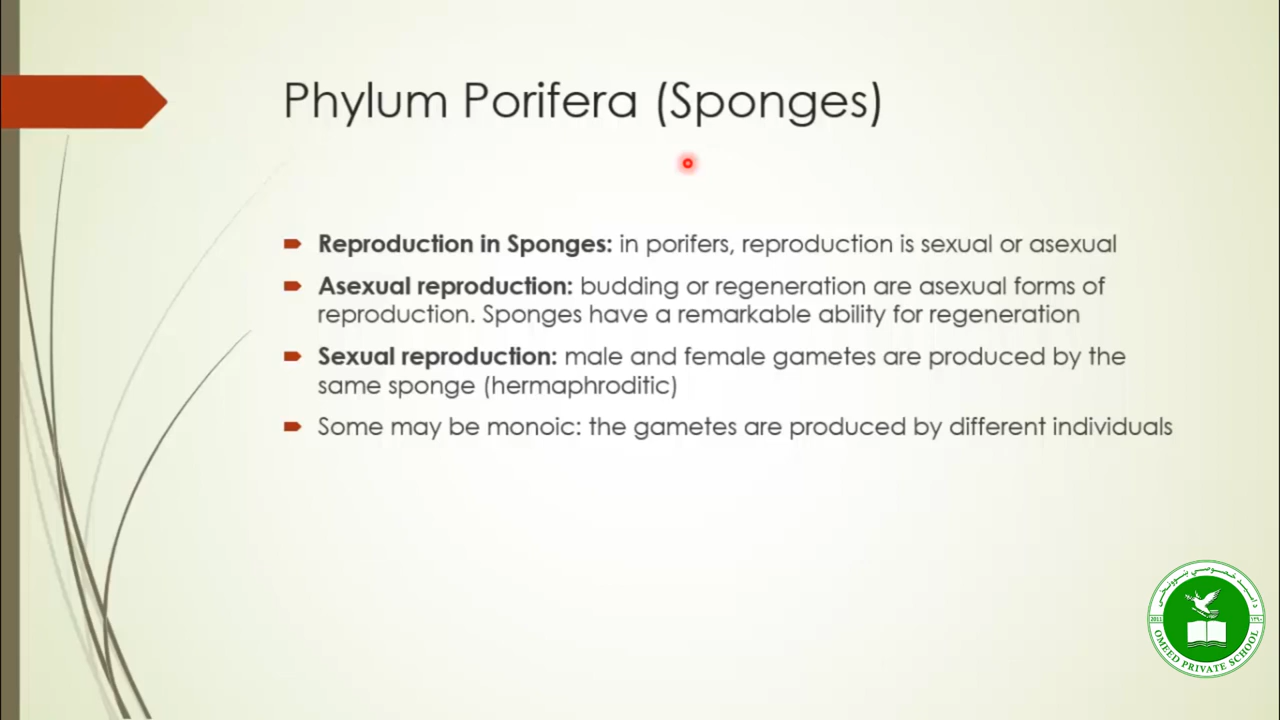 Phylum Porifera (Sponges)
Reproduction in Sponges: in porifers, reproduction is sexual or asexual
Asexual reproduction: budding or regeneration are asexual forms of
reproduction. Sponges have a remarkable ability for regeneration
Sexual reproduction: male and female gametes are produced by the
same sponge (hermaphroditic)
Some may be monoic: the gametes are produced by different individuals
2011
۱۳۹۰
OMEED PRIVATE SCHOOL